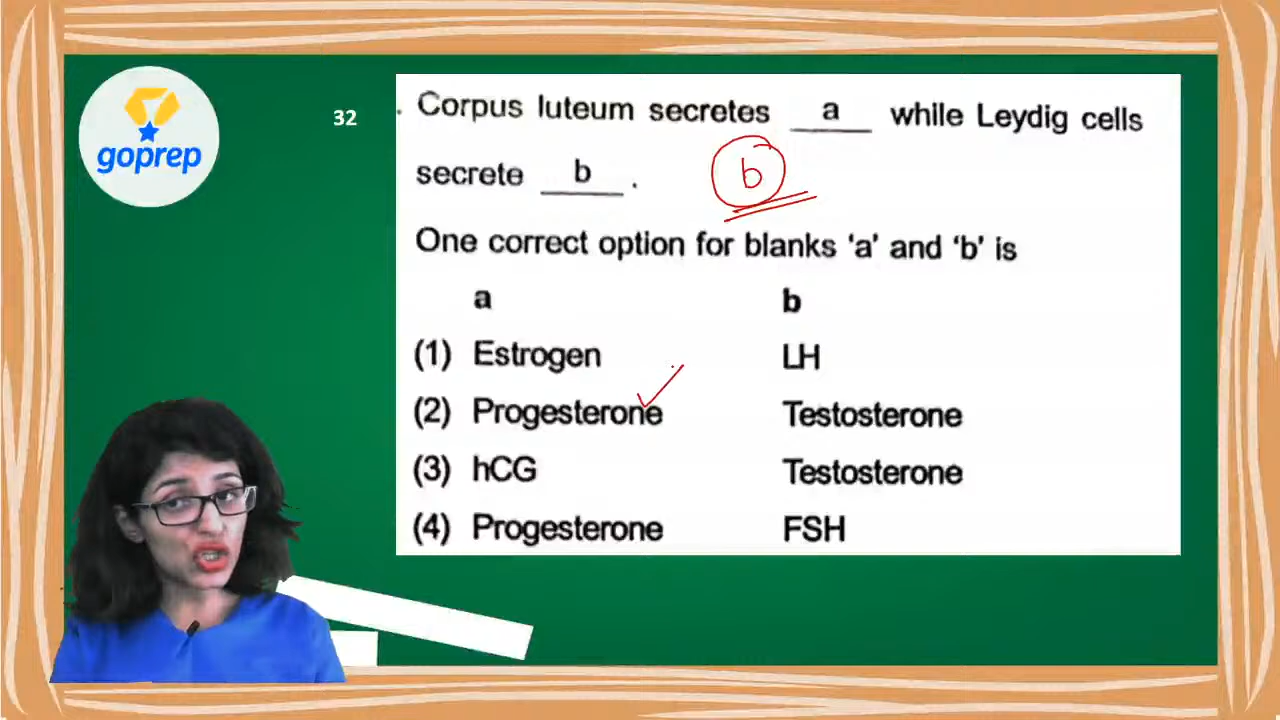 goprep
32
. Corpus luteum secretes a while Leydig cells
secrete b .
b
One correct option for blanks ‘a’ and ‘b’ is
a b
(1) Estrogen LH
(2) Progesterone Testosterone
(3) hCG Testosterone
(4) Progesterone FSH